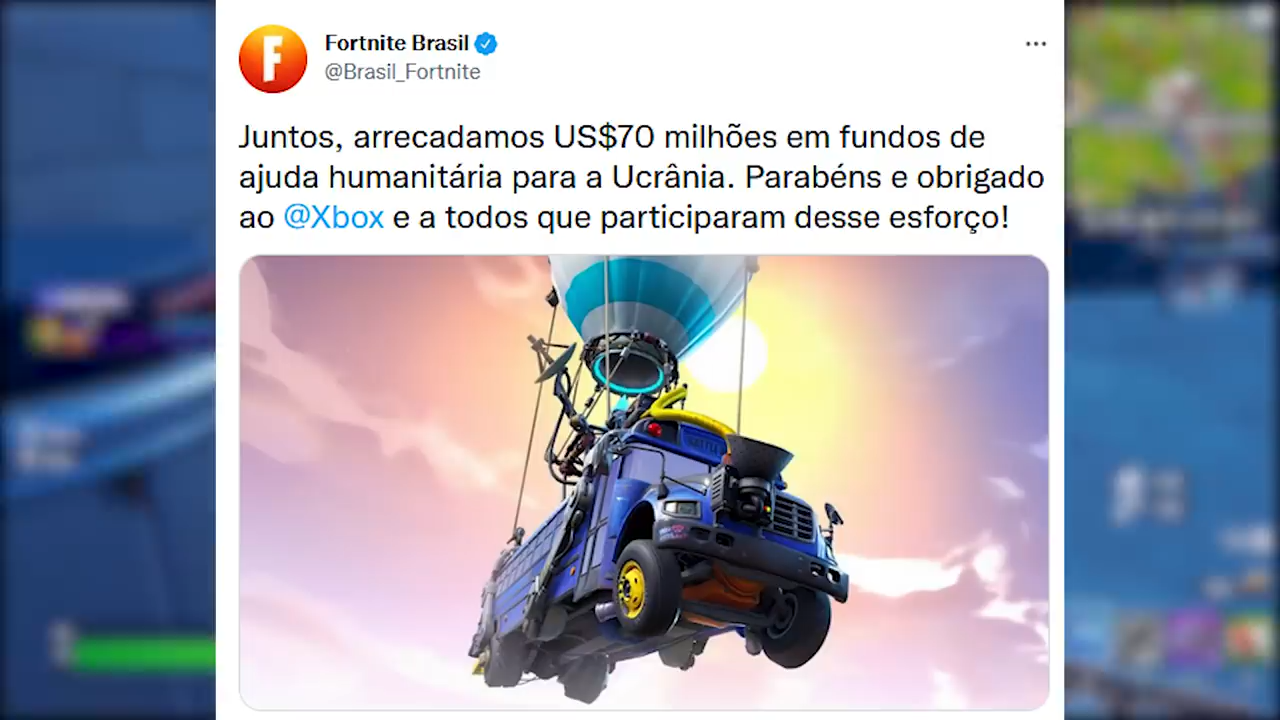 Fortnite Brasil
@Brasil_Fortnite
Juntos, arrecadamos US$70 milhões em fundos de
ajuda humanitária para a Ucrânia. Parabéns e obrigado
ao @Xbox e a todos que participaram desse esforço!